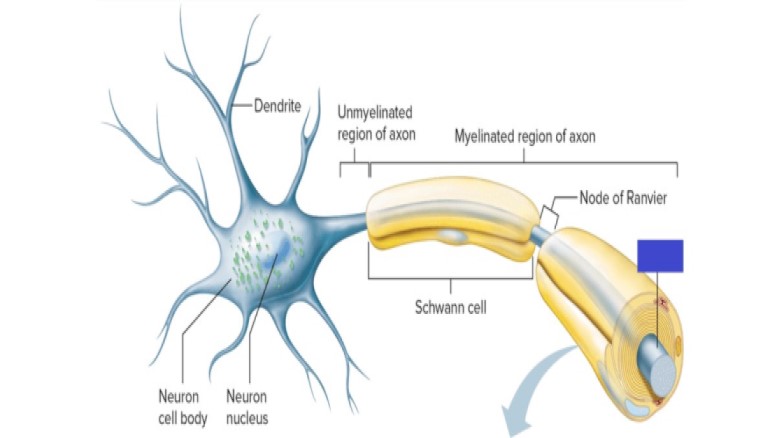 Dendrite
Unmyelinated
region of axon
Myelinated region of axon
Node of Ranvier
Schwann cell
Neuron
cell body
Neuron
nucleus